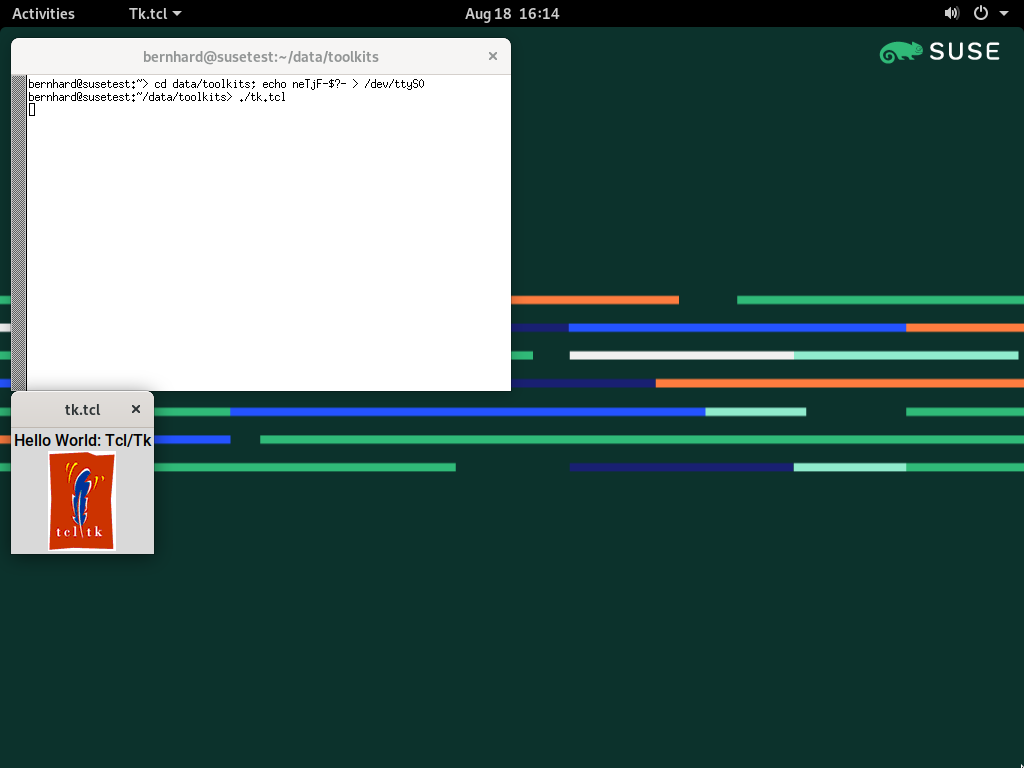 Activities
Tk.tcl
Aug 18 16:14
SUSE
bernhard@susetest:~/data/toolkits
bernhard@susetest:~> cd data/toolkits; echo neTjF-$?- > /dev/ttyS0
bernhard@susetest:~/data/toolkits> ./tk.tcl
tk.tcl
Hello World: Tcl/Tk
tcl tk